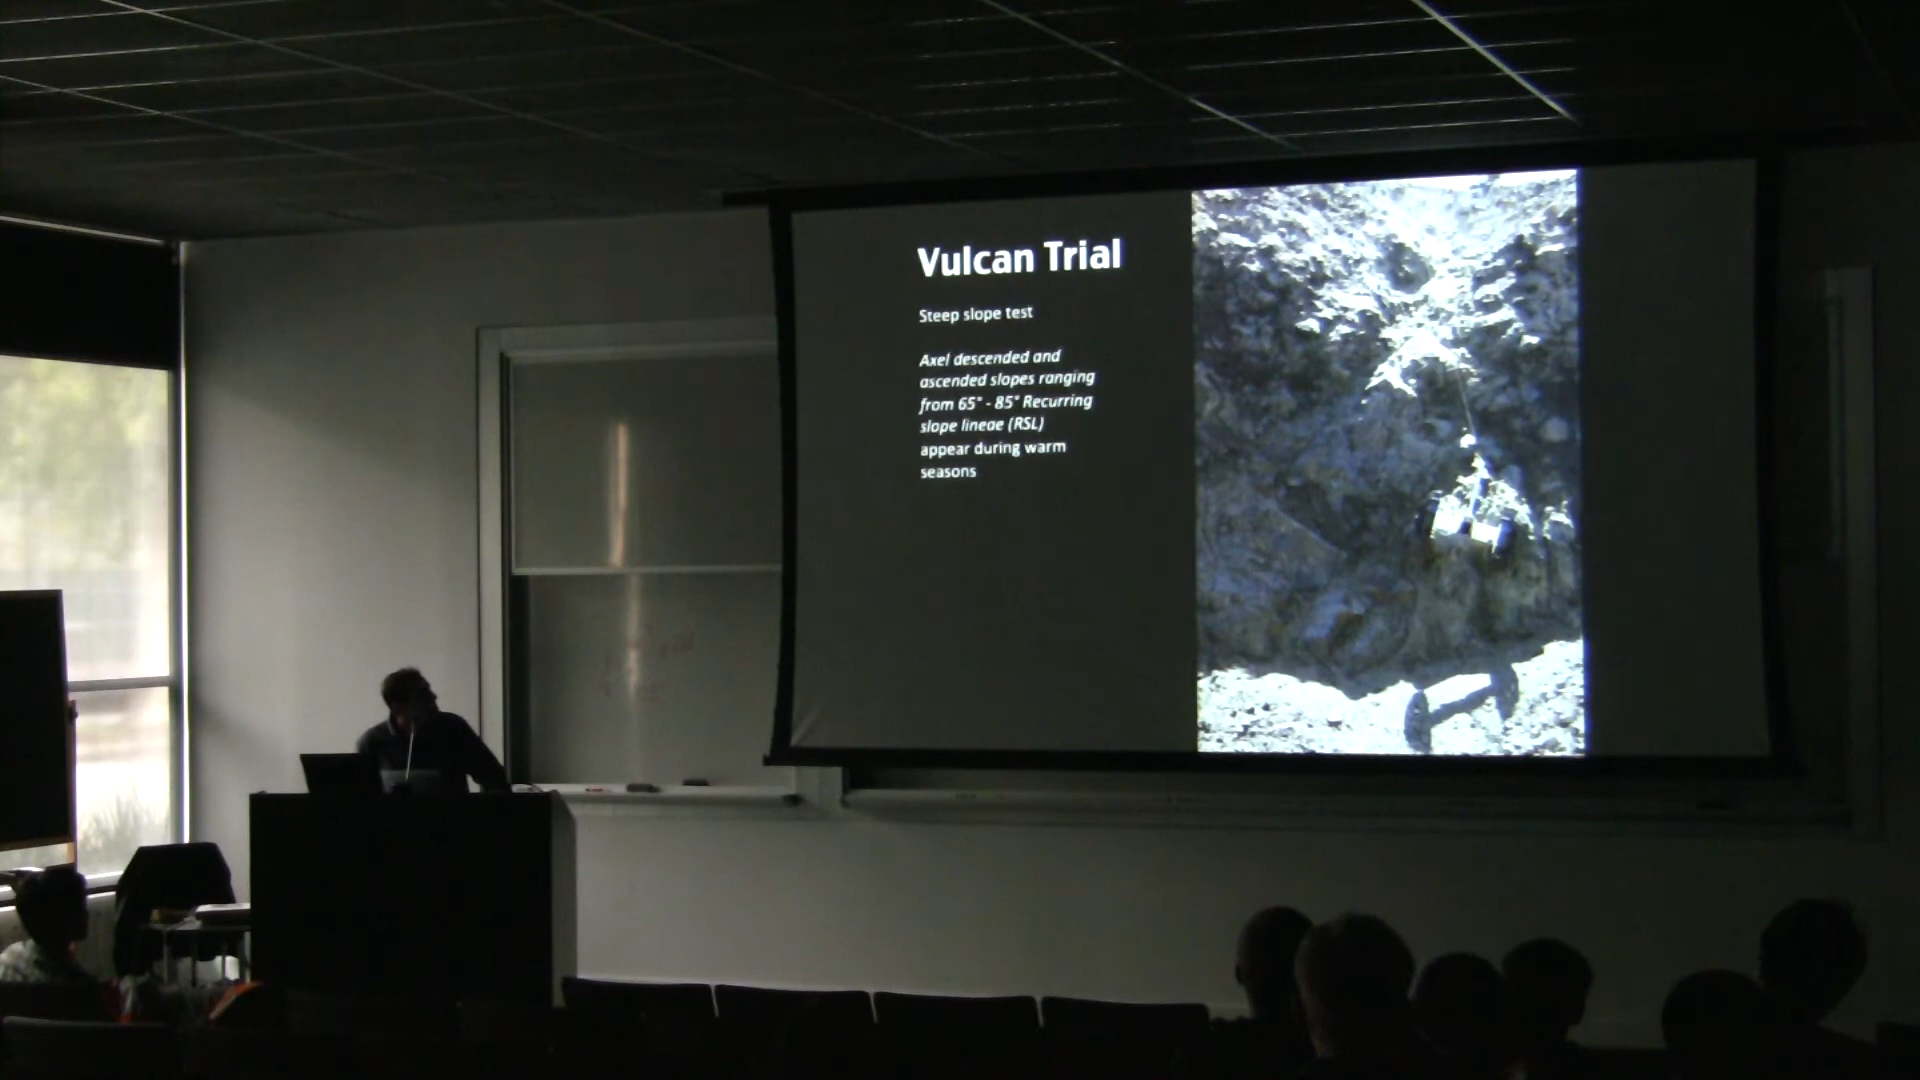 Vulcan Trial
Steep slope test
Axel descended and
ascended slopes ranging
from 65° - 85° Recurring
slope lineae (RSL)
appear during warm
seasons